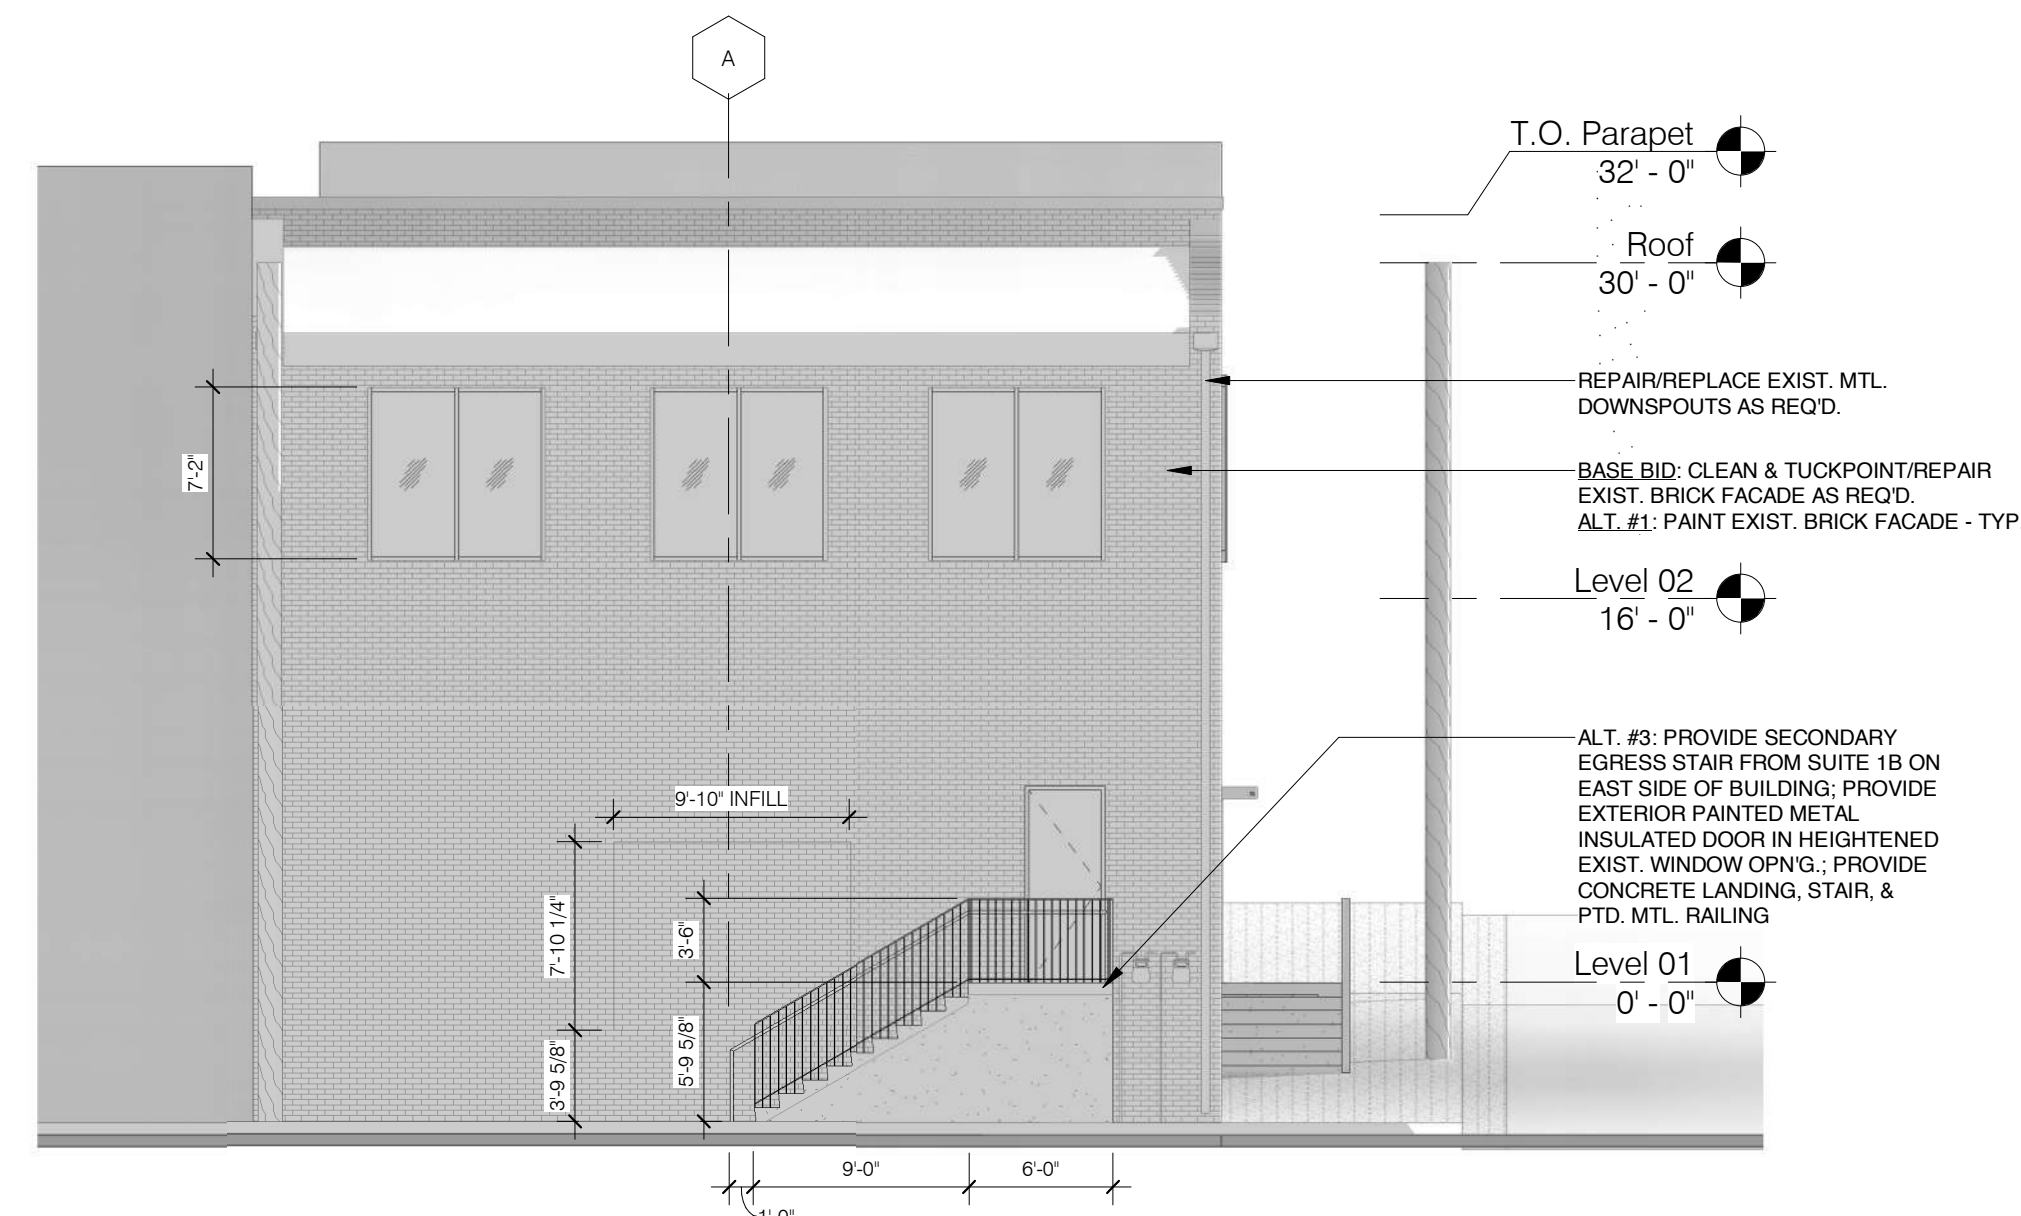 A
T.O. Parapet
32' - 0"
Roof
30' - 0"
REPAIR/REPLACE EXIST. MTL.
DOWNSPOUTS AS REQ'D.
7'-2"
BASE BID: CLEAN & TUCKPOINT/REPAIR
EXIST. BRICK FACADE AS REQ'D.
ALT. #1: PAINT EXIST. BRICK FACADE - TYP
Level 02
16' - 0"
ALT. #3: PROVIDE SECONDARY
EGRESS STAIR FROM SUITE 1B ON
EAST SIDE OF BUILDING; PROVIDE
EXTERIOR PAINTED METAL
INSULATED DOOR IN HEIGHTENED
EXIST. WINDOW OPN'G.; PROVIDE
CONCRETE LANDING, STAIR, &
PTD. MTL. RAILING
9'-10" INFILL
7'-10 1/4"
3'-6"
Level 01
0' - 0"
3'-9 5/8"
5'-9 5/8"
9'-0"
6'-0"
1'-0"